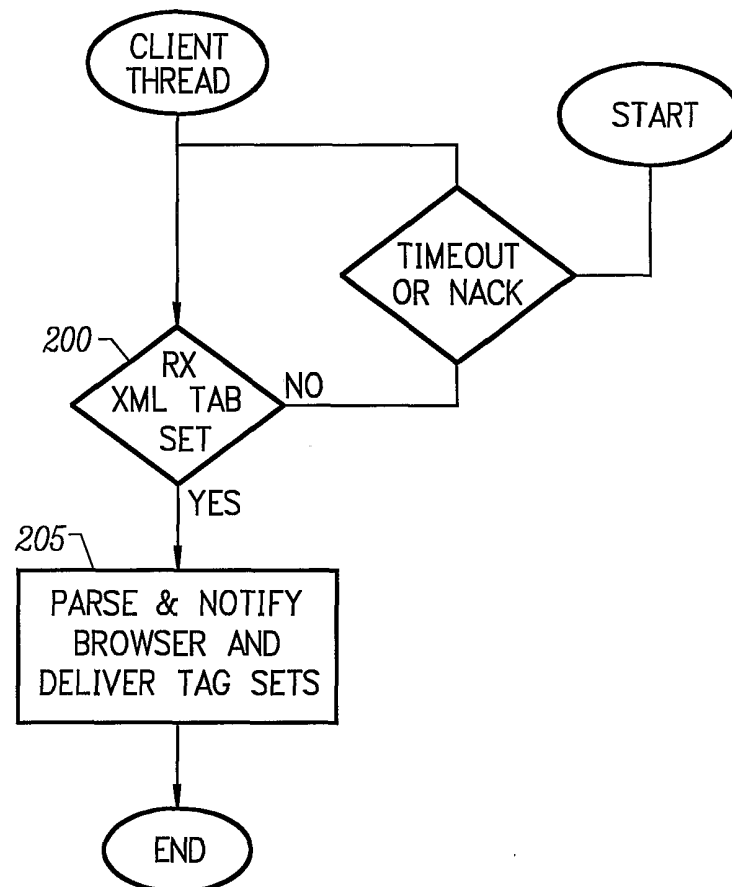 CLIENT
THREAD
START
TIMEOUT
OR NACK
200
RX
XML TAB
SET
NO
YES
205
PARSE & NOTIFY
BROWSER AND
DELIVER TAG SETS
END